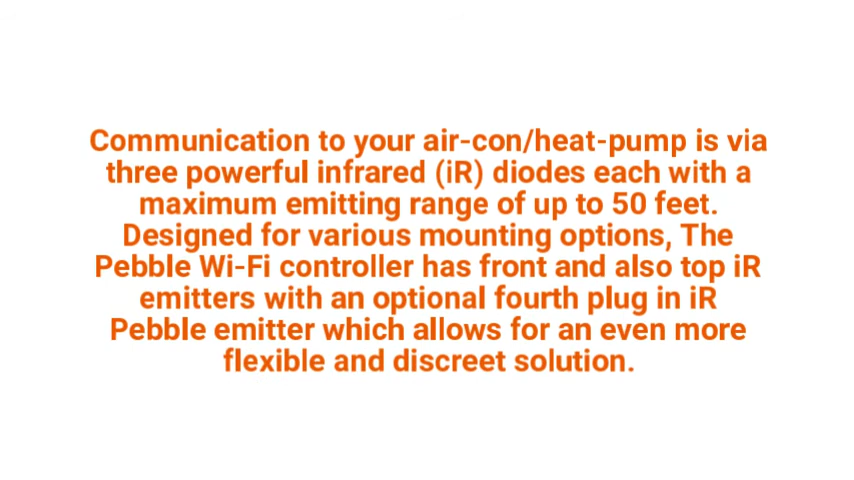 Communication to your air-con/heat-pump is via
three powerful infrared (iR) diodes each with a
maximum emitting range of up to 50 feet.
Designed for various mounting options, The
Pebble Wi-Fi controller has front and also top iR
emitters with an optional fourth plug in iR
Pebble emitter which allows for an even more
flexible and discreet solution.